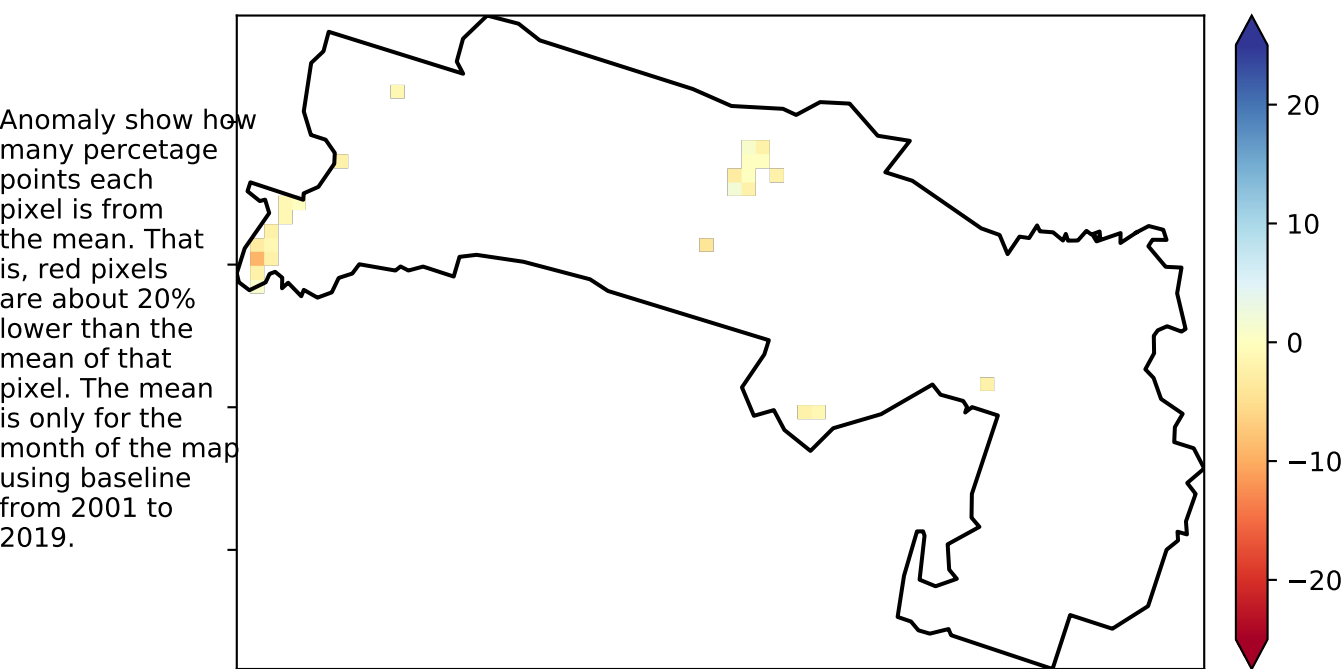 Anomaly show how
many percetage
points each
pixel is from
the mean. That
is, red pixels
are about 20%
lower than the
mean of that
pixel. The mean
is only for the
month of the map
using baseline
from 2001 to
2019.
20
10
0
−10
−20